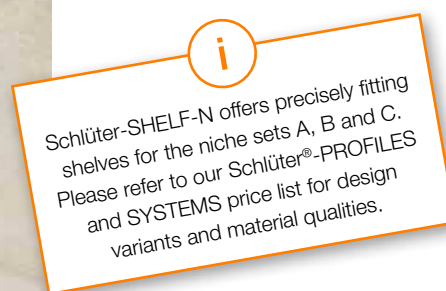 i
Schlüter-SHELF-N offers precisely fitting
shelves for the niche sets A, B and C.
Please refer to our Schlüter®-PROFILES
and SYSTEMS price list for design
variants and material qualities.